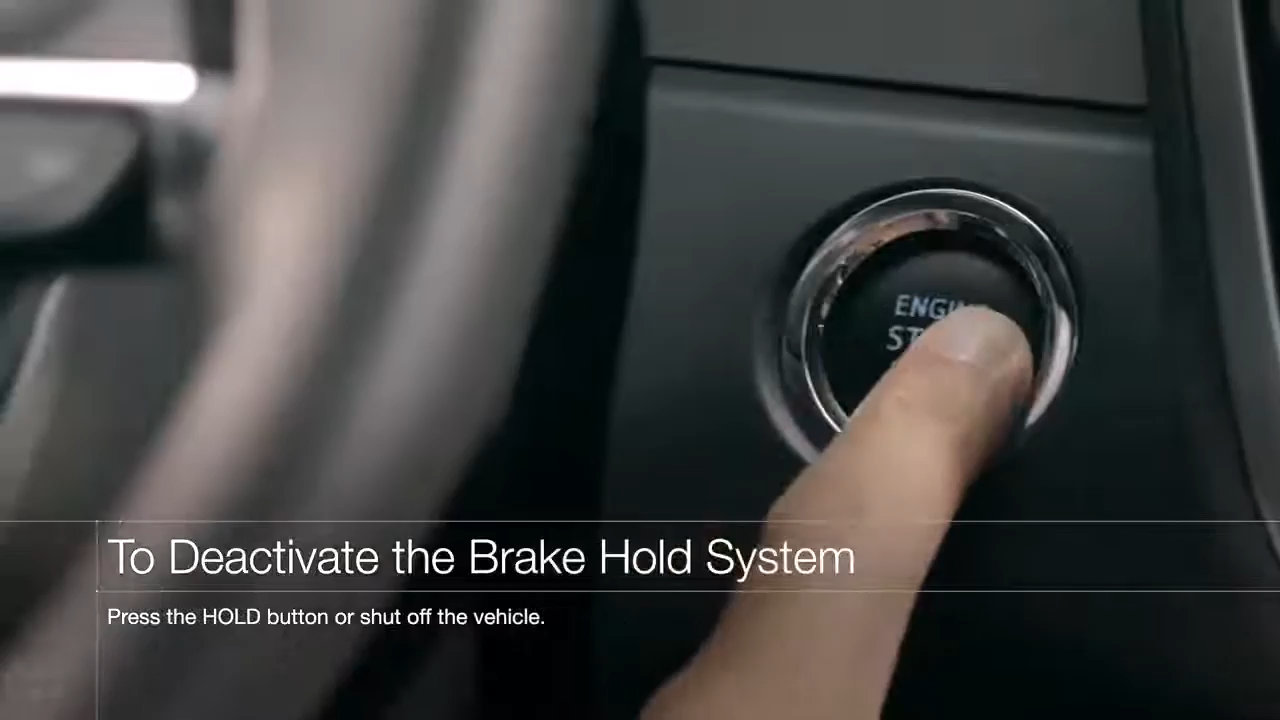 To Deactivate the Brake Hold System
Press the HOLD button or shut off the vehicle.